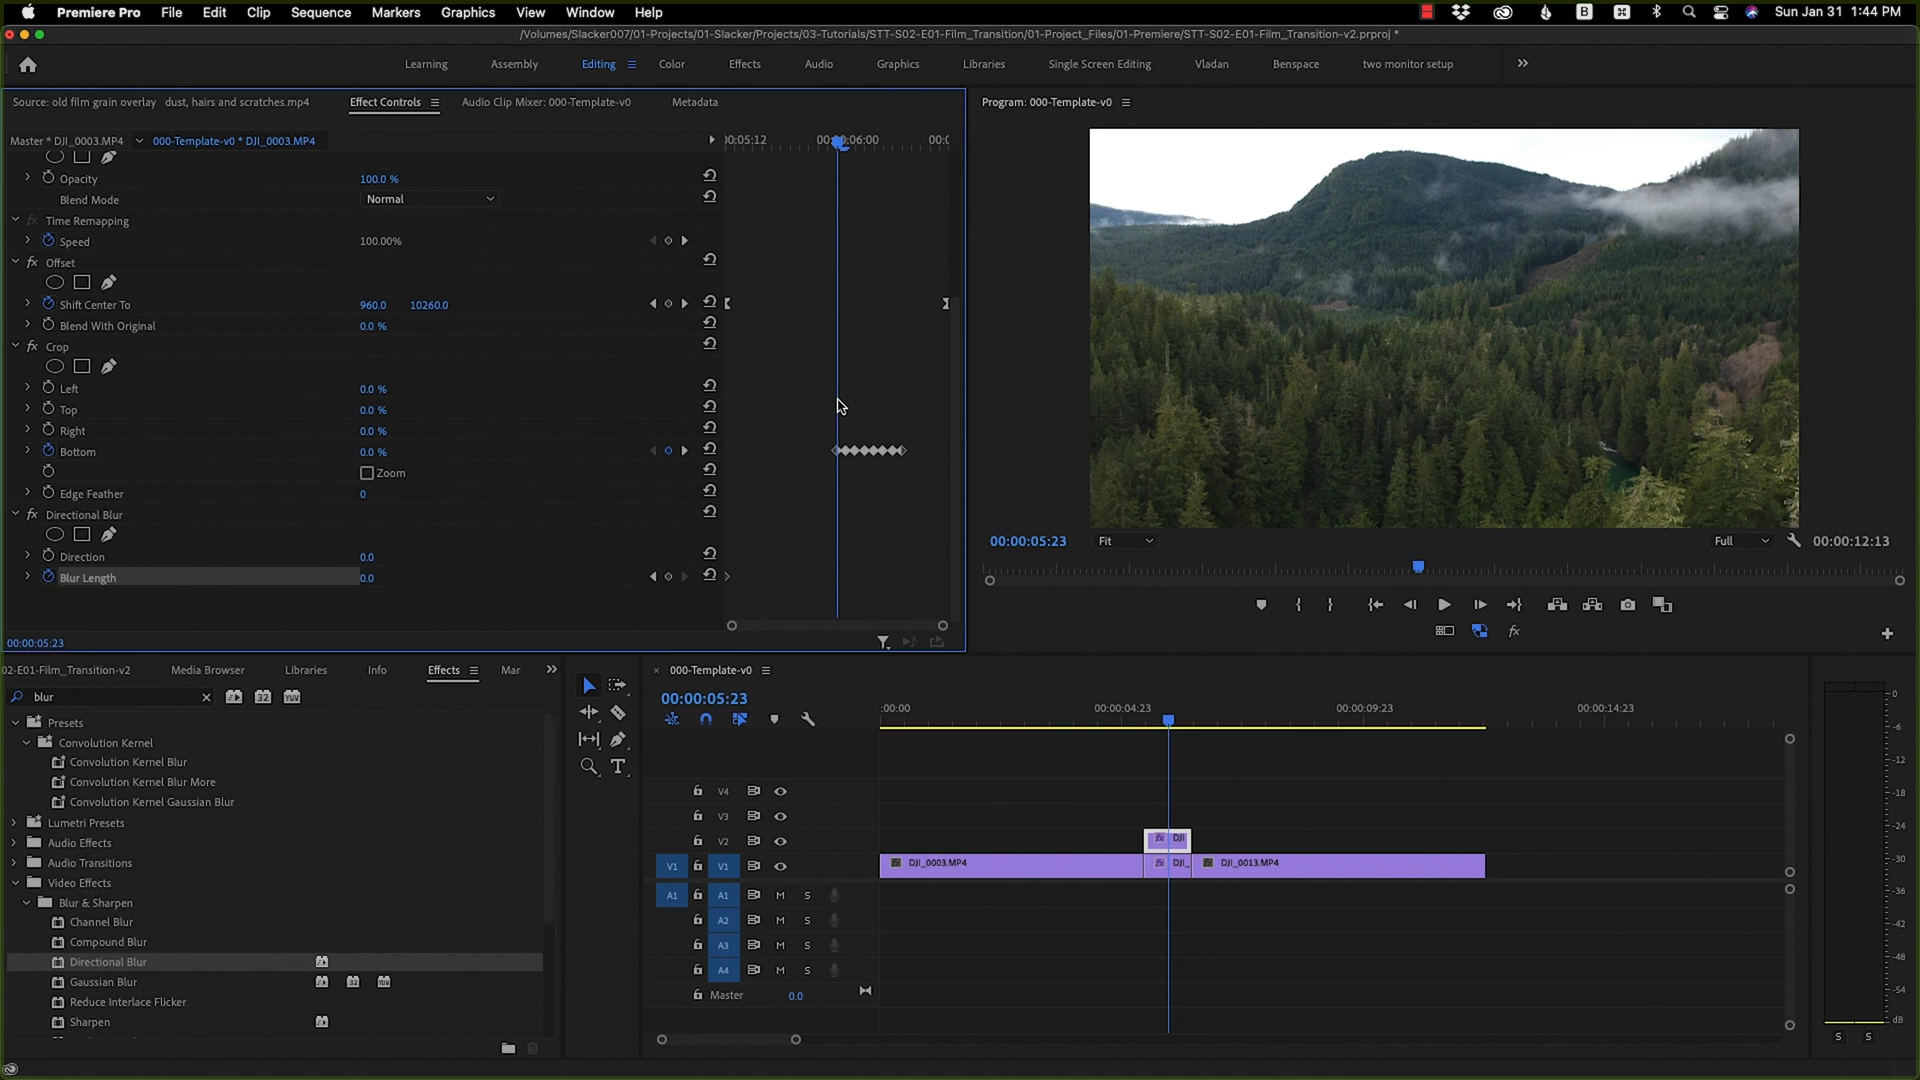 Premiere Pro File Edit Clip Sequence Markers Graphics View Window Help
B Sun Jan 31 1:44 PM
/Volumes/Slacker007/01-Projects/01-Slacker/Projects/03-Tutorials/STT-S02-E01-Film_Transition/01-Project_Files/01-Premiere/STT-S02-E01-Film_Transition-v2.prproj *
Learning Assembly Editing Color Effects Audio Graphics Libraries Single Screen Editing Vladan Benspace two monitor setup
Source: old film grain overlay dust, hairs and scratches.mp4 Effect Controls Audio Clip Mixer: 000-Template-v0 Metadata
Program: 000-Template-v0
Master * DJI_0003.MP4 000-Template-v0 * DJI_0003.MP4
00:05:12 06:00
Opacity 100.0 %
Blend Mode Normal
fx Time Remapping
Speed 100.00%
fx Offset
Shift Center To 960.0 10260.0
Blend With Original 0.0 %
fx Crop
Left 0.0 %
Top 0.0 %
Right 0.0 %
Bottom 0.0 %
Zoom
Edge Feather 0
fx Directional Blur
Direction 0.0
Blur Length 0.0
00:00:05:23
00:00:05:23 Fit Full 00:00:12:13
fx
02-E01-Film_Transition-v2 Media Browser Libraries Info Effects Mar
blur 32 YUV
Presets
Convolution Kernel
Convolution Kernel Blur
Convolution Kernel Blur More
Convolution Kernel Gaussian Blur
Lumetri Presets
Audio Effects
Audio Transitions
Video Effects
Blur & Sharpen
Channel Blur
Compound Blur
Directional Blur
Gaussian Blur 32 YUV
Reduce Interlace Flicker
Sharpen
T
× 000-Template-v0
00:00:05:23
:00:00 00:00:04:23 00:00:09:23 00:00:14:23
V4
V3
V2 fx DJI
V1 V1 DJI_0003.MP4 fx DJI_ DJI_0013.MP4
A1 A1 M S
A2 M S
A3 M S
A4 M S
Master 0.0
0
-6
-12
-18
-24
-30
-36
-42
-48
-54
dB
S S